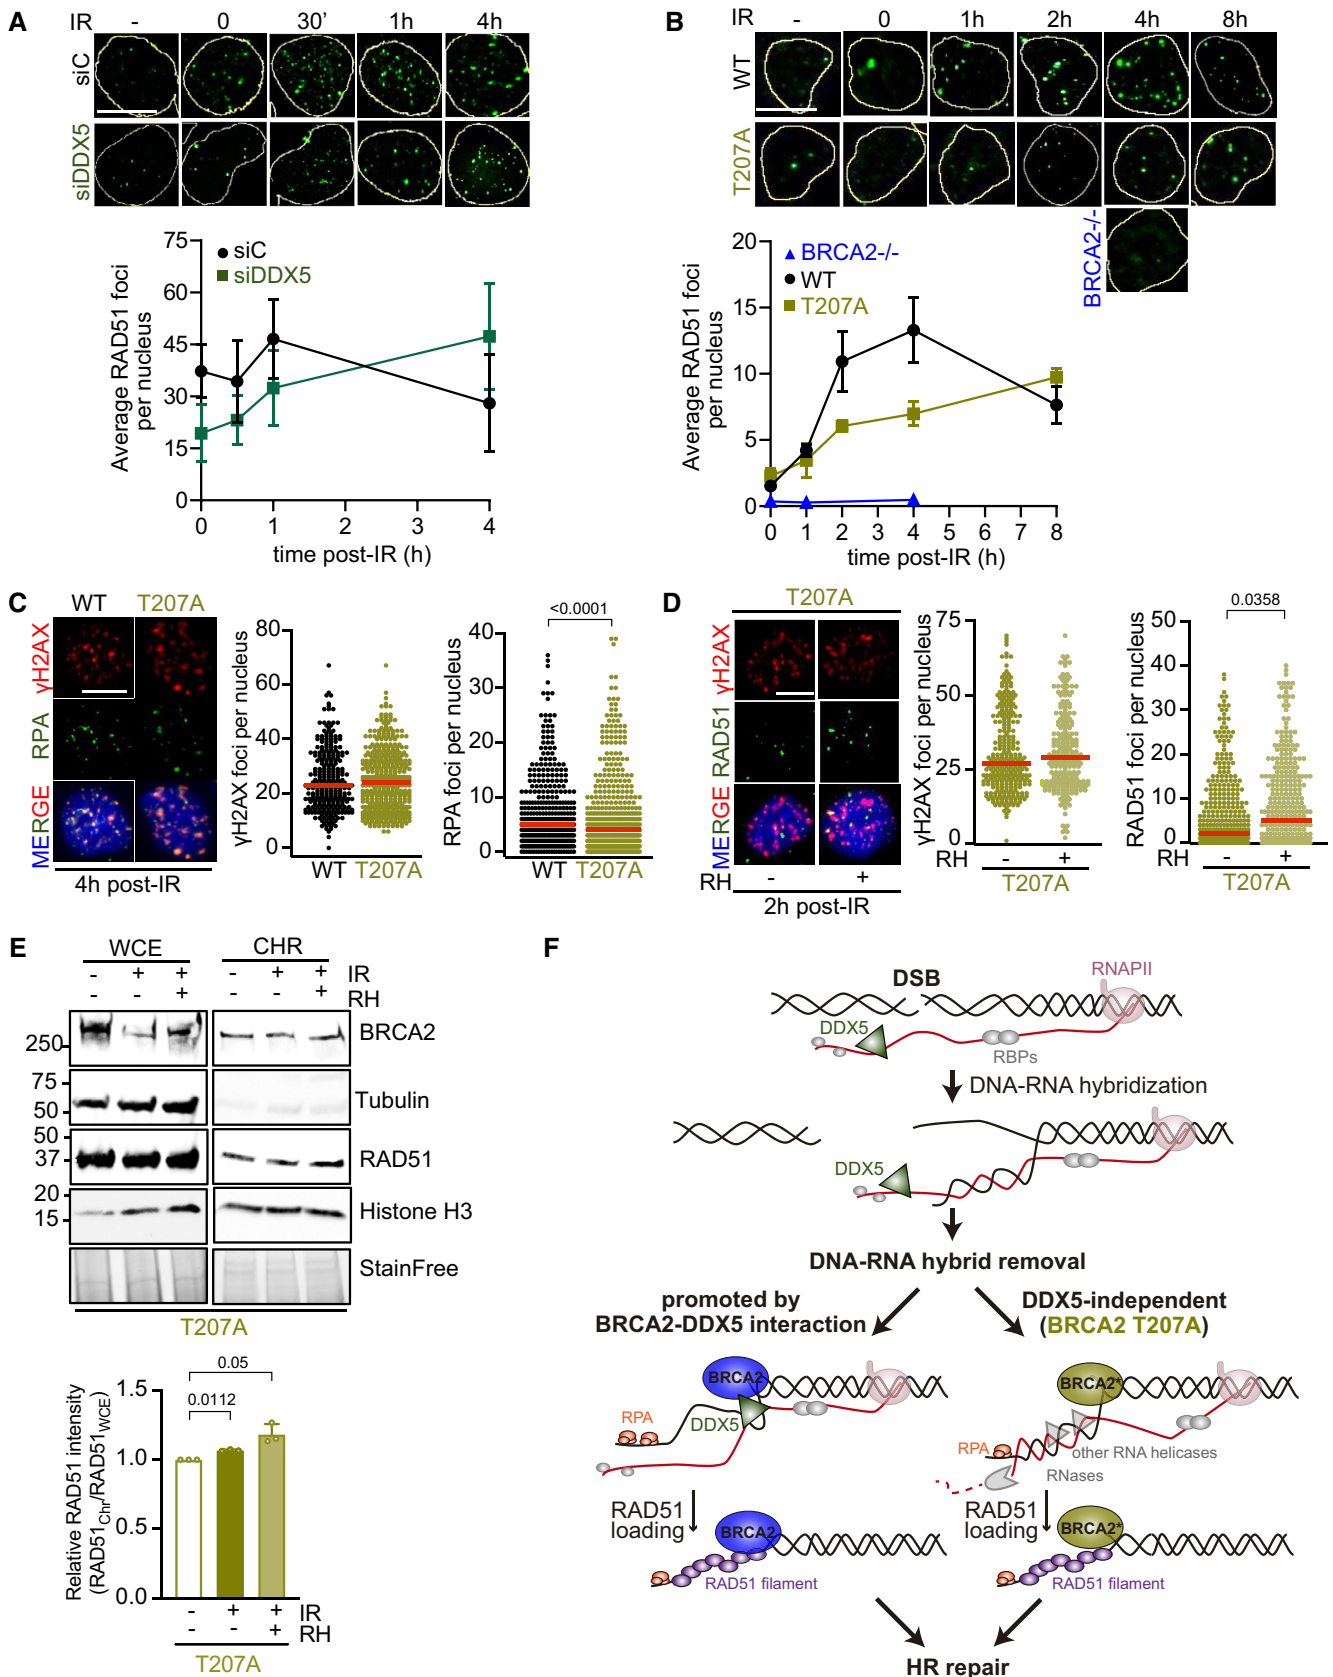 A
IR - 0 30' 1h 4h
siC
siDDX5
Average RAD51 foci
per nucleus
75
60
45
30
15
0
siC
siDDX5
0 1 2 3 4
time post-IR (h)
B
IR - 0 1h 2h 4h 8h
WT
T207A
BRCA2-/-
Average RAD51 foci
per nucleus
20
15
10
5
0
BRCA2-/-
WT
T207A
0 1 2 3 4 5 6 7 8
time post-IR (h)
C
WT T207A
γH2AX
RPA
MERGE
4h post-IR
γH2AX foci per nucleus
80
60
40
20
0
WT T207A
RPA foci per nucleus
40
30
20
10
0
<0.0001
WT T207A
D
T207A
γH2AX
RAD51
MERGE
RH - +
2h post-IR
γH2AX foci per nucleus
75
50
25
0
RH - +
T207A
RAD51 foci per nucleus
50
40
30
20
10
0
0.0358
RH - +
T207A
E
WCE CHR
- + + - + + IR
- - + - - + RH
250
BRCA2
75
50
Tubulin
50
37
RAD51
20
15
Histone H3
StainFree
T207A
Relative RAD51 intensity
(RAD51Chr/RAD51WCE)
1.5
1.0
0.5
0.0
0.05
0.0112
- + + IR
- - + RH
T207A
F
DSB
RNAPII
DDX5
RBPs
DNA-RNA hybridization
DDX5
DNA-RNA hybrid removal
promoted by
BRCA2-DDX5 interaction
DDX5-independent
(BRCA2 T207A)
BRCA2
RPA
DDX5
BRCA2*
RPA
other RNA helicases
RNases
RAD51
loading
BRCA2
RAD51 filament
RAD51
loading
BRCA2*
RAD51 filament
HR repair